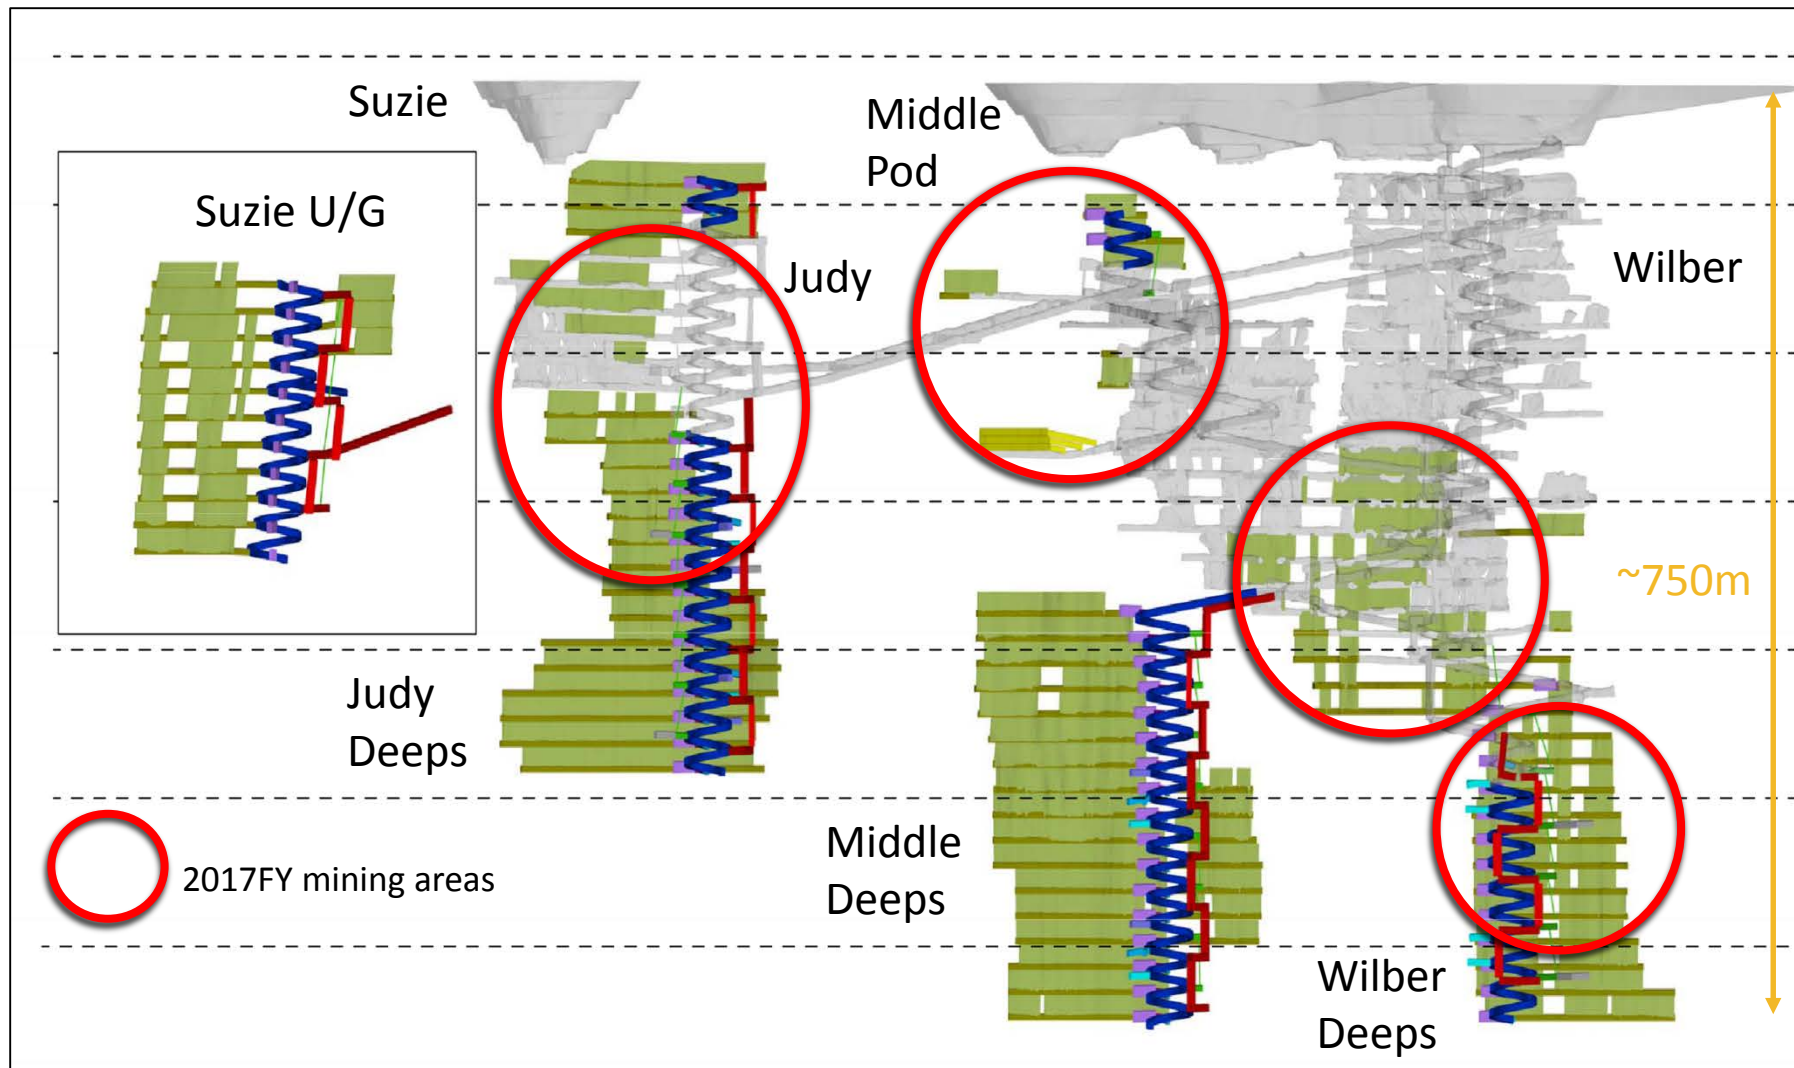 Suzie
Middle
Pod
Suzie U/G
Judy
Wilber
~750m
Judy
Deeps
Middle
Deeps
2017FY mining areas
Wilber
Deeps